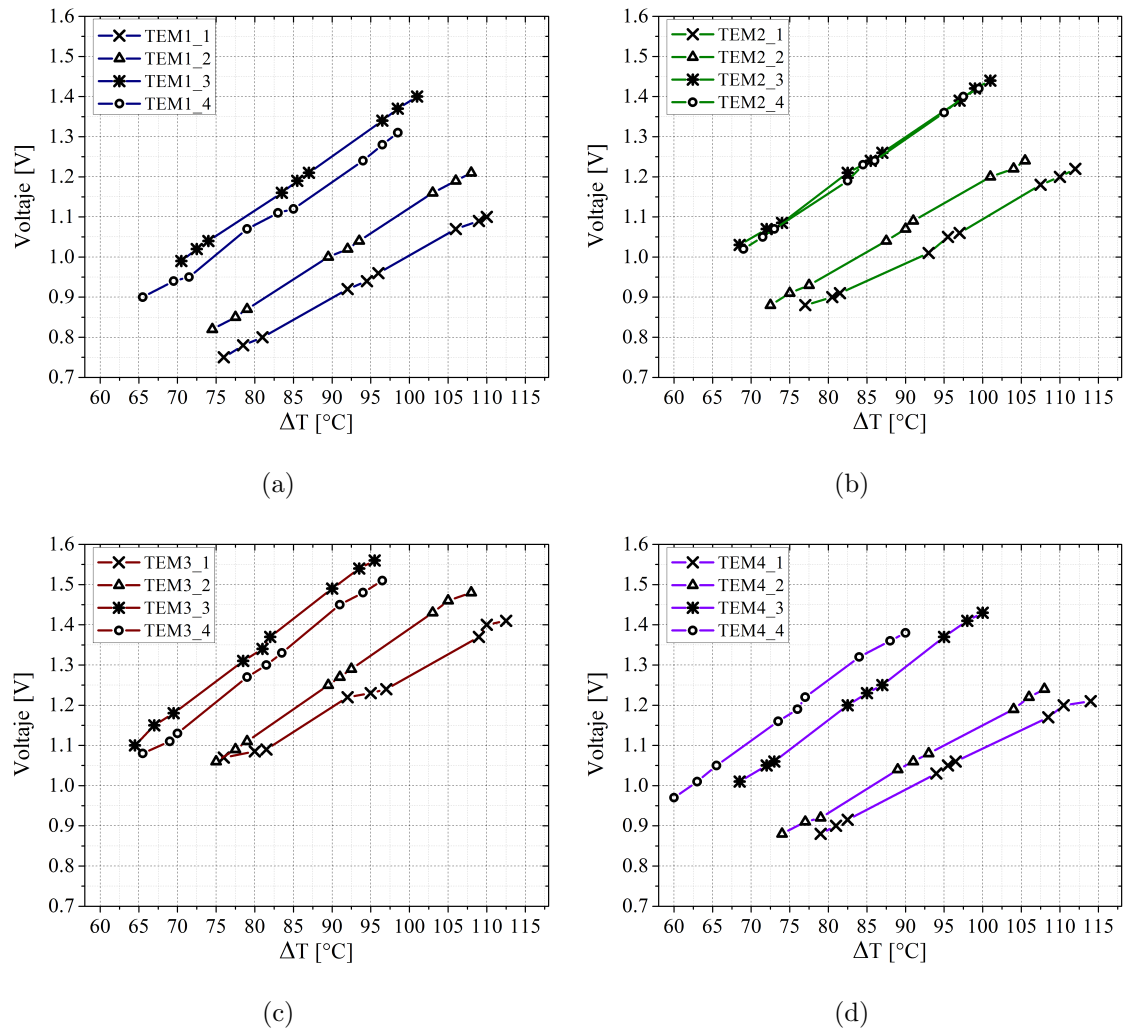 1.6
1.5
1.4
1.3
1.2
1.1
1.0
0.9
0.8
0.7
Voltaje [V]
TEM1_1
TEM1_2
TEM1_3
TEM1_4
60 65 70 75 80 85 90 95 100 105 110 115
ΔT [°C]
(a)
1.6
1.5
1.4
1.3
1.2
1.1
1.0
0.9
0.8
0.7
Voltaje [V]
TEM2_1
TEM2_2
TEM2_3
TEM2_4
60 65 70 75 80 85 90 95 100 105 110 115
ΔT [°C]
(b)
1.6
1.5
1.4
1.3
1.2
1.1
1.0
0.9
0.8
0.7
Voltaje [V]
TEM3_1
TEM3_2
TEM3_3
TEM3_4
60 65 70 75 80 85 90 95 100 105 110 115
ΔT [°C]
(c)
1.6
1.5
1.4
1.3
1.2
1.1
1.0
0.9
0.8
0.7
Voltaje [V]
TEM4_1
TEM4_2
TEM4_3
TEM4_4
60 65 70 75 80 85 90 95 100 105 110 115
ΔT [°C]
(d)